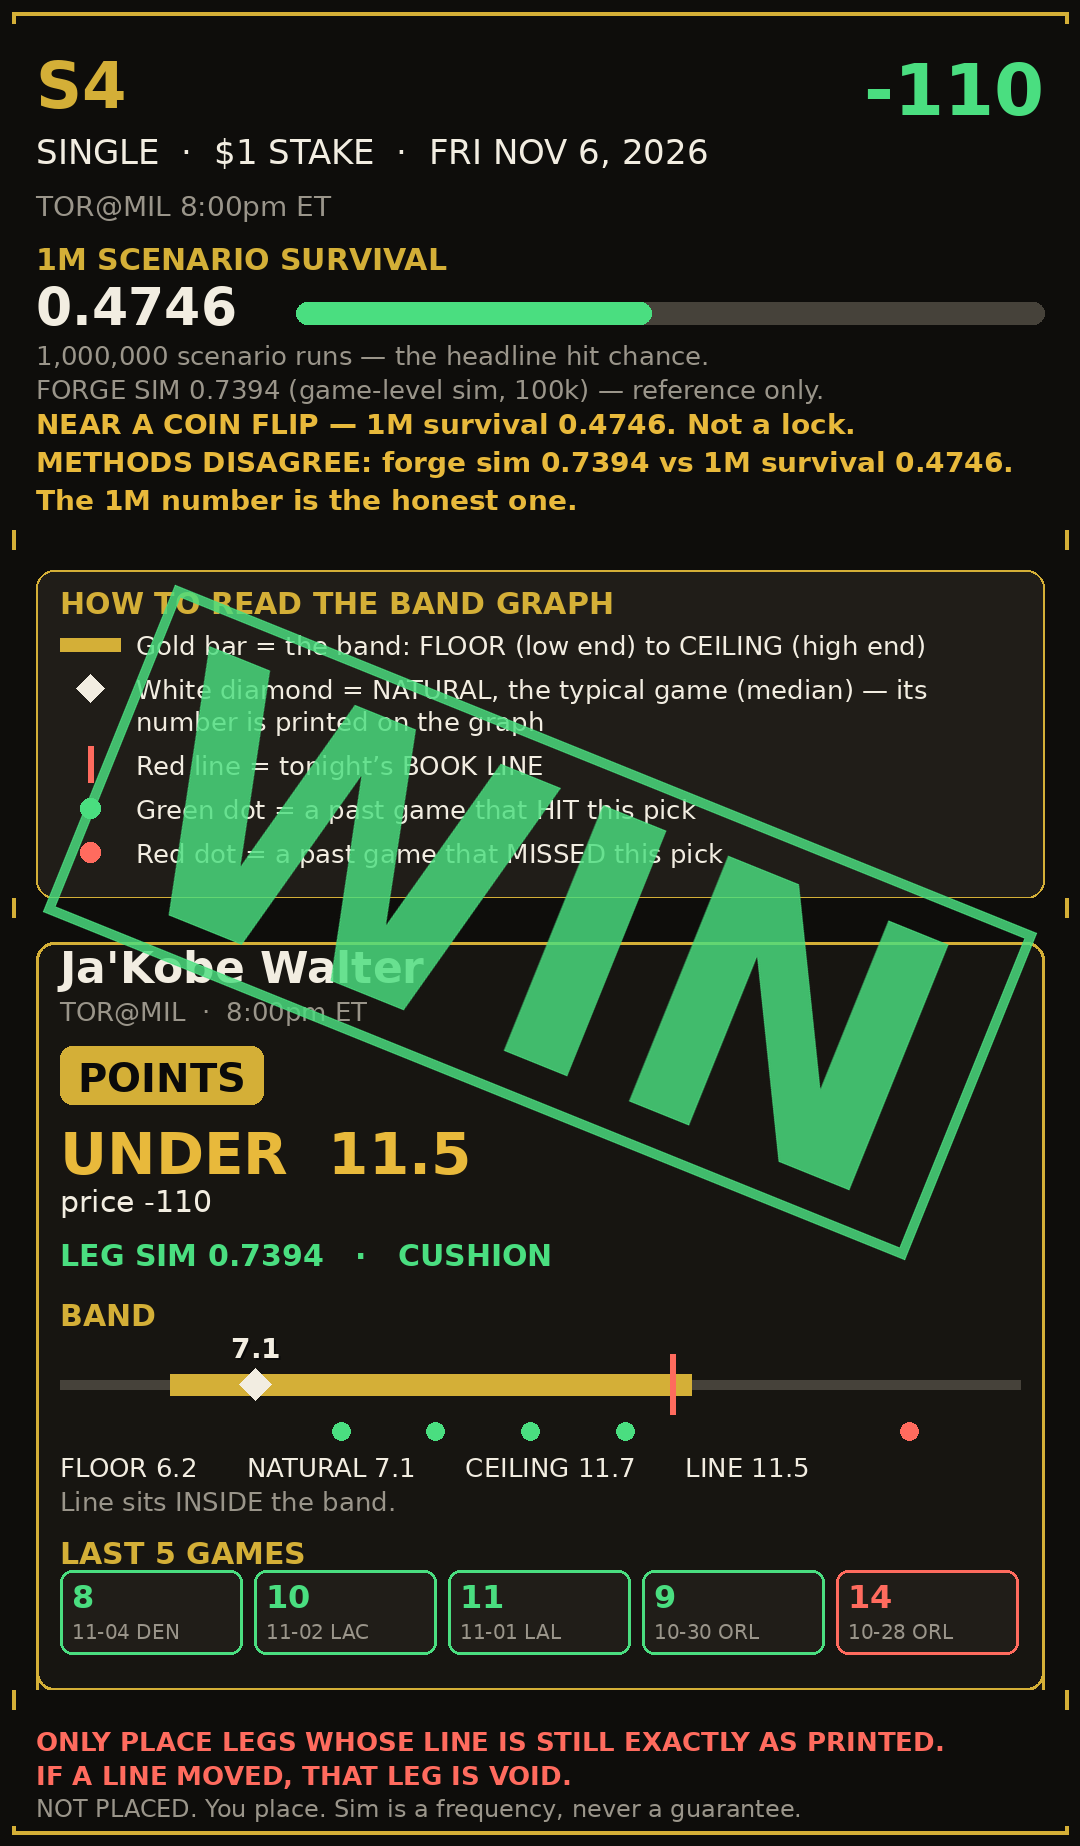 S4
-110
SINGLE · $1 STAKE · FRI NOV 6, 2026
TOR@MIL 8:00pm ET
1M SCENARIO SURVIVAL
0.4746
1,000,000 scenario runs — the headline hit chance.
FORGE SIM 0.7394 (game-level sim, 100k) — reference only.
NEAR A COIN FLIP — 1M survival 0.4746. Not a lock.
METHODS DISAGREE: forge sim 0.7394 vs 1M survival 0.4746.
The 1M number is the honest one.
HOW TO READ THE BAND GRAPH
Gold bar = the band: FLOOR (low end) to CEILING (high end)
White diamond = NATURAL, the typical game (median) — its
number is printed on the graph
Red line = tonight’s BOOK LINE
Green dot = a past game that HIT this pick
Red dot = a past game that MISSED this pick
WIN
Ja'Kobe Walter
TOR@MIL · 8:00pm ET
POINTS
UNDER 11.5
price -110
LEG SIM 0.7394 · CUSHION
BAND
7.1
FLOOR 6.2 NATURAL 7.1 CEILING 11.7 LINE 11.5
Line sits INSIDE the band.
LAST 5 GAMES
8 10 11 9 14
11-04 DEN 11-02 LAC 11-01 LAL 10-30 ORL 10-28 ORL
ONLY PLACE LEGS WHOSE LINE IS STILL EXACTLY AS PRINTED.
IF A LINE MOVED, THAT LEG IS VOID.
NOT PLACED. You place. Sim is a frequency, never a guarantee.